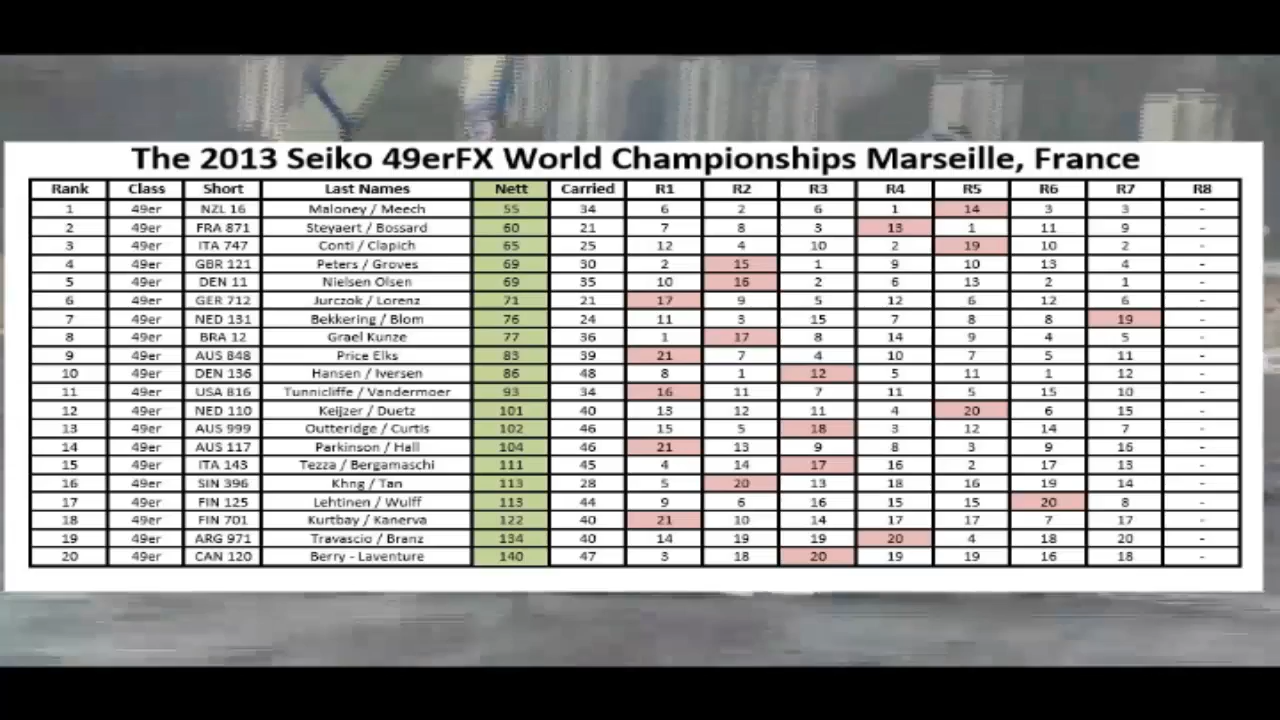 The 2013 Seiko 49erFX World Championships Marseille, France
Rank Class Short Last Names Nett Carried R1 R2 R3 R4 R5 R6 R7 R8
1 49er NZL 16 Maloney / Meech 55 34 6 2 6 1 14 3 3 -
2 49er FRA 871 Steyaert / Bossard 60 21 7 8 3 13 1 11 9 -
3 49er ITA 747 Conti / Clapich 65 25 12 4 10 2 19 10 2 -
4 49er GBR 121 Peters / Groves 69 30 2 15 1 9 10 13 4 -
5 49er DEN 11 Nielsen Olsen 69 35 10 16 2 6 13 2 1 -
6 49er GER 712 Jurczok / Lorenz 71 21 17 9 5 12 6 12 6 -
7 49er NED 131 Bekkering / Blom 76 24 11 3 15 7 8 8 19 -
8 49er BRA 12 Grael Kunze 77 36 1 17 8 14 9 4 5 -
9 49er AUS 848 Price Elks 83 39 21 7 4 10 7 5 11 -
10 49er DEN 136 Hansen / Iversen 86 48 8 1 12 5 11 1 12 -
11 49er USA 816 Tunnicliffe / Vandermoer 93 34 16 11 7 11 5 15 10 -
12 49er NED 110 Keijzer / Duetz 101 40 13 12 11 4 20 6 15 -
13 49er AUS 999 Outteridge / Curtis 102 46 15 5 18 3 12 14 7 -
14 49er AUS 117 Parkinson / Hall 104 46 21 13 9 8 3 9 16 -
15 49er ITA 143 Tezza / Bergamaschi 111 45 4 14 17 16 2 17 13 -
16 49er SIN 396 Khng / Tan 113 28 5 20 13 18 16 19 14 -
17 49er FIN 125 Lehtinen / Wulff 113 44 9 6 16 15 15 20 8 -
18 49er FIN 701 Kurtbay / Kanerva 122 40 21 10 14 17 17 7 17 -
19 49er ARG 971 Travascio / Branz 134 40 14 19 19 20 4 18 20 -
20 49er CAN 120 Berry - Laventure 140 47 3 18 20 19 19 16 18 -